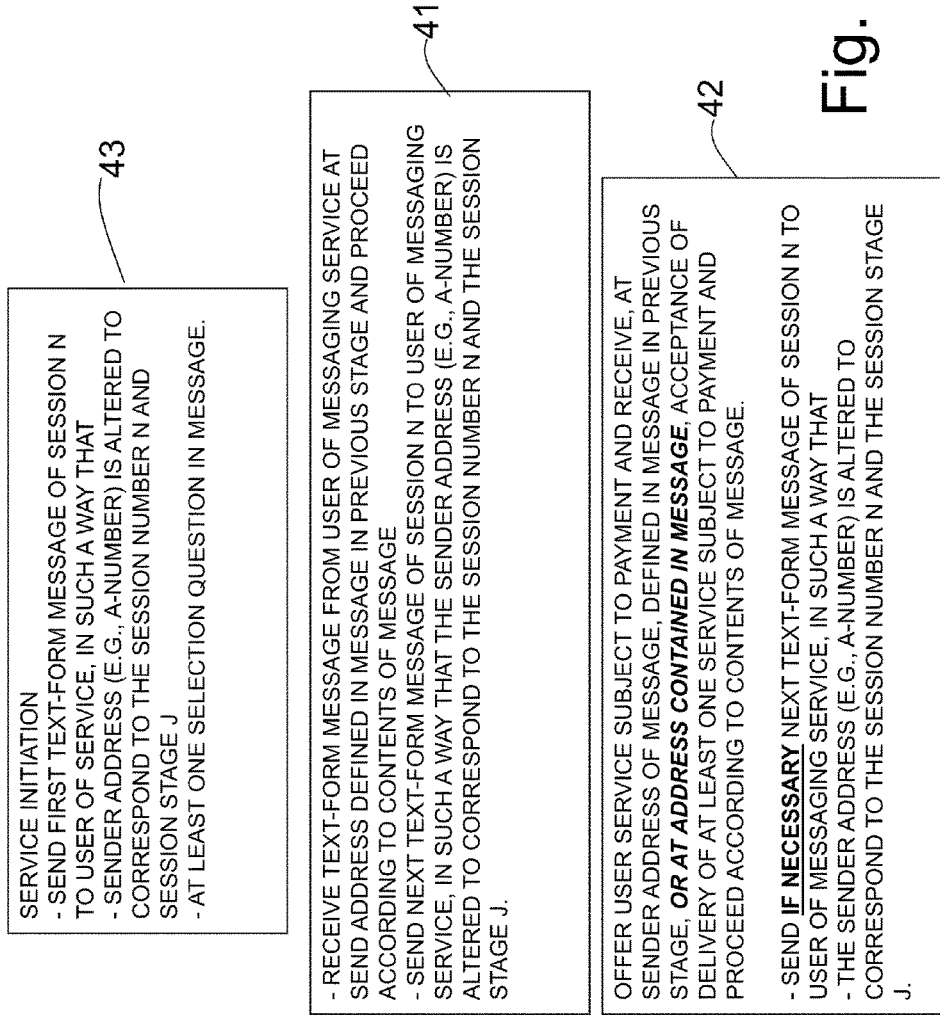 SERVICE INITIATION
- SEND FIRST TEXT-FORM MESSAGE OF SESSION N
TO USER OF SERVICE, IN SUCH A WAY THAT
- SENDER ADDRESS (E.G., A-NUMBER) IS ALTERED TO
CORRESPOND TO THE SESSION NUMBER N AND
SESSION STAGE J
- AT LEAST ONE SELECTION QUESTION IN MESSAGE.
43
- RECEIVE TEXT-FORM MESSAGE FROM USER OF MESSAGING SERVICE AT
SEND ADDRESS DEFINED IN MESSAGE IN PREVIOUS STAGE AND PROCEED
ACCORDING TO CONTENTS OF MESSAGE
- SEND NEXT TEXT-FORM MESSAGE OF SESSION N TO USER OF MESSAGING
SERVICE, IN SUCH A WAY THAT THE SENDER ADDRESS (E.G., A-NUMBER) IS
ALTERED TO CORRESPOND TO THE SESSION NUMBER N AND THE SESSION
STAGE J.
41
OFFER USER SERVICE SUBJECT TO PAYMENT AND RECEIVE, AT
SENDER ADDRESS OF MESSAGE, DEFINED IN MESSAGE IN PREVIOUS
STAGE, OR AT ADDRESS CONTAINED IN MESSAGE, ACCEPTANCE OF
DELIVERY OF AT LEAST ONE SERVICE SUBJECT TO PAYMENT AND
PROCEED ACCORDING TO CONTENTS OF MESSAGE.
- SEND IF NECESSARY NEXT TEXT-FORM MESSAGE OF SESSION N TO
USER OF MESSAGING SERVICE, IN SUCH A WAY THAT
- THE SENDER ADDRESS (E.G., A-NUMBER) IS ALTERED TO
CORRESPOND TO THE SESSION NUMBER N AND THE SESSION STAGE
J.
42
Fig.